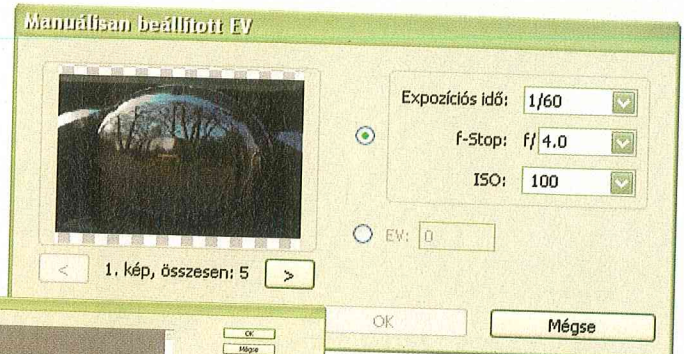 Manuálisan beállított EV
Expozíciós idő: 1/60
f-Stop: f/ 4.0
ISO: 100
EV: 0
< 1. kép, összesen: 5 >
OK Mégse
OK
Mégse